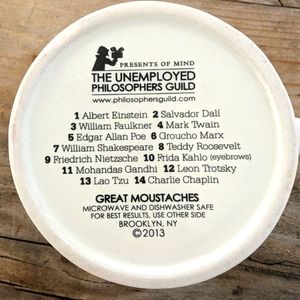 PRESENTS OF MIND
THE UNEMPLOYED
PHILOSOPHERS GUILD
www.philosophersguild.com
1 Albert Einstein 2 Salvador Dalí
3 William Faulkner 4 Mark Twain
5 Edgar Allan Poe 6 Groucho Marx
7 William Shakespeare 8 Teddy Roosevelt
9 Friedrich Nietzsche 10 Frida Kahlo (eyebrows)
11 Mohandas Gandhi 12 Leon Trotsky
13 Lao Tzu 14 Charlie Chaplin
GREAT MOUSTACHES
MICROWAVE AND DISHWASHER SAFE
FOR BEST RESULTS, USE OTHER SIDE
BROOKLYN, NY
©2013